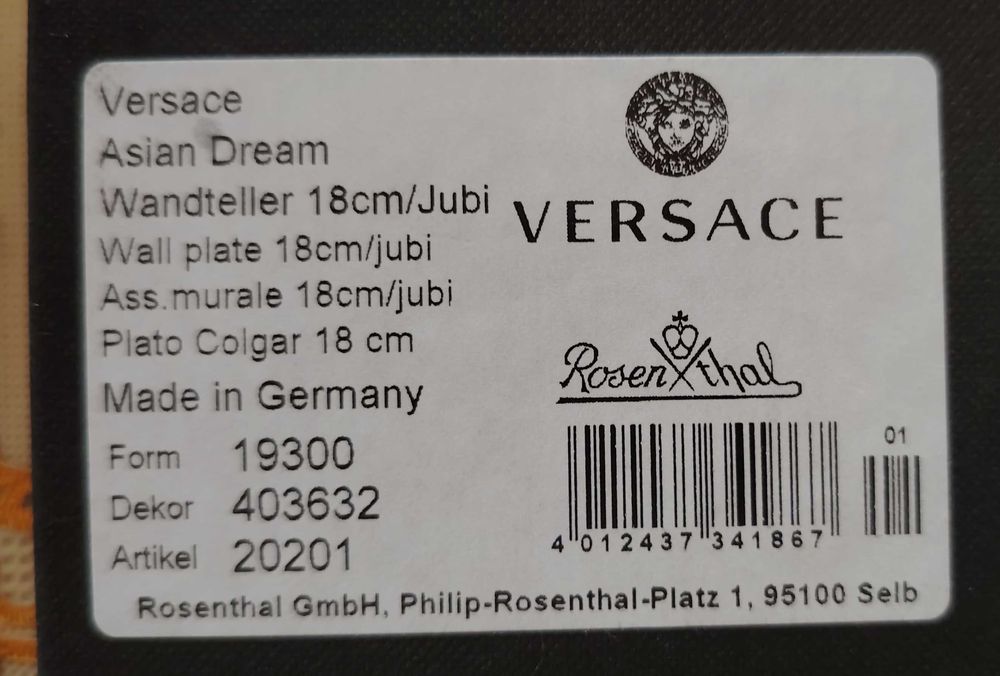 Versace
Asian Dream
Wandteller 18cm/Jubi
Wall plate 18cm/jubi
Ass.murale 18cm/jubi
Plato Colgar 18 cm
Made in Germany
Form 19300
Dekor 403632
Artikel 20201
VERSACE
Rosenthal
01
4 012437 341867
Rosenthal GmbH, Philip-Rosenthal-Platz 1, 95100 Selb